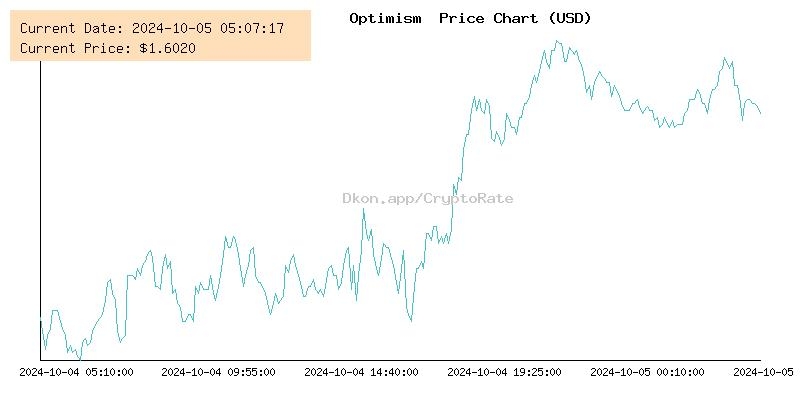 Optimism Price Chart (USD)
Current Date: 2024-10-05 05:07:17
Current Price: $1.6020
Dkon.app/CryptoRate
2024-10-04 05:10:00 2024-10-04 09:55:00 2024-10-04 14:40:00 2024-10-04 19:25:00 2024-10-05 00:10:00 2024-10-05